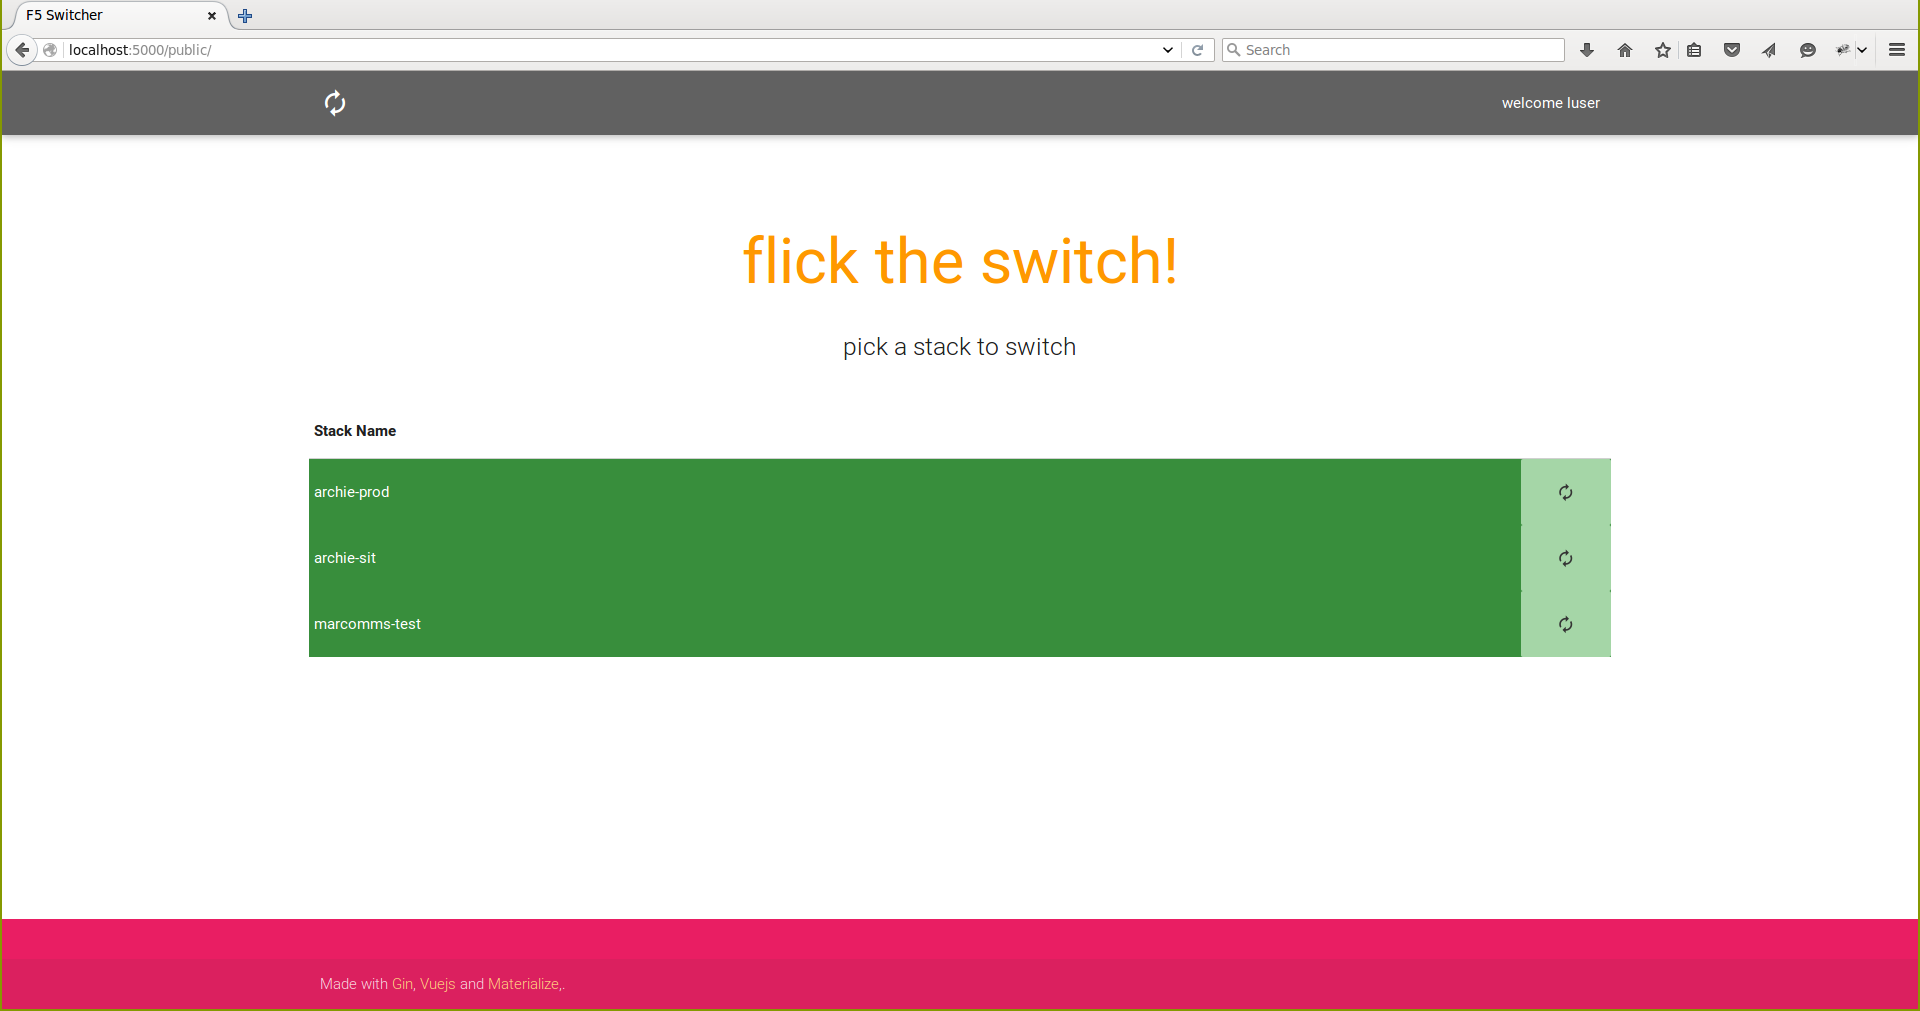 F5 Switcher
localhost:5000/public/
Search
welcome luser
flick the switch!
pick a stack to switch
Stack Name
archie-prod
archie-sit
marcomms-test
Made with Gin, Vuejs and Materialize,.